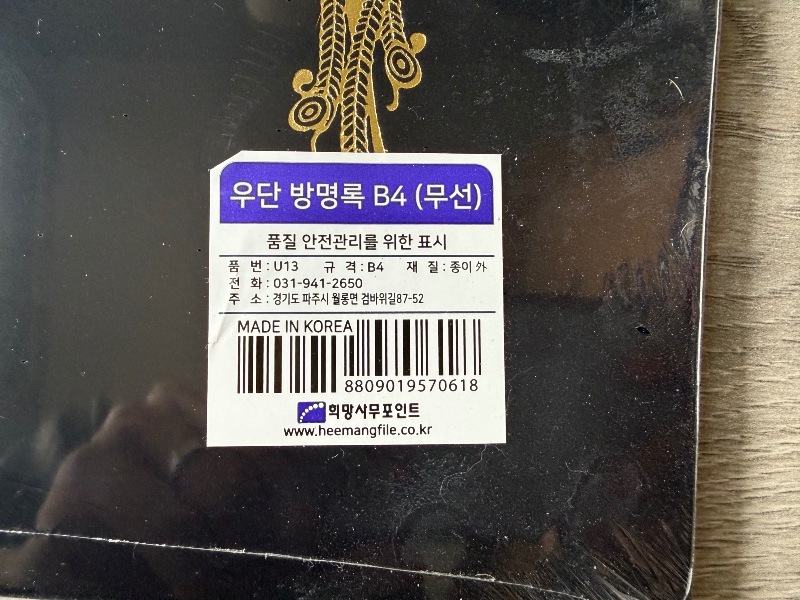 우단 방명록 B4 (무선)
품질 안전관리를 위한 표시
품 번 : U13 규 격 : B4 재 질 : 종이 外
전 화 : 031-941-2650
주 소 : 경기도 파주시 월롱면 검바위길87-52
MADE IN KOREA
8809019570618
희망사무포인트
www.heemangfile.co.kr